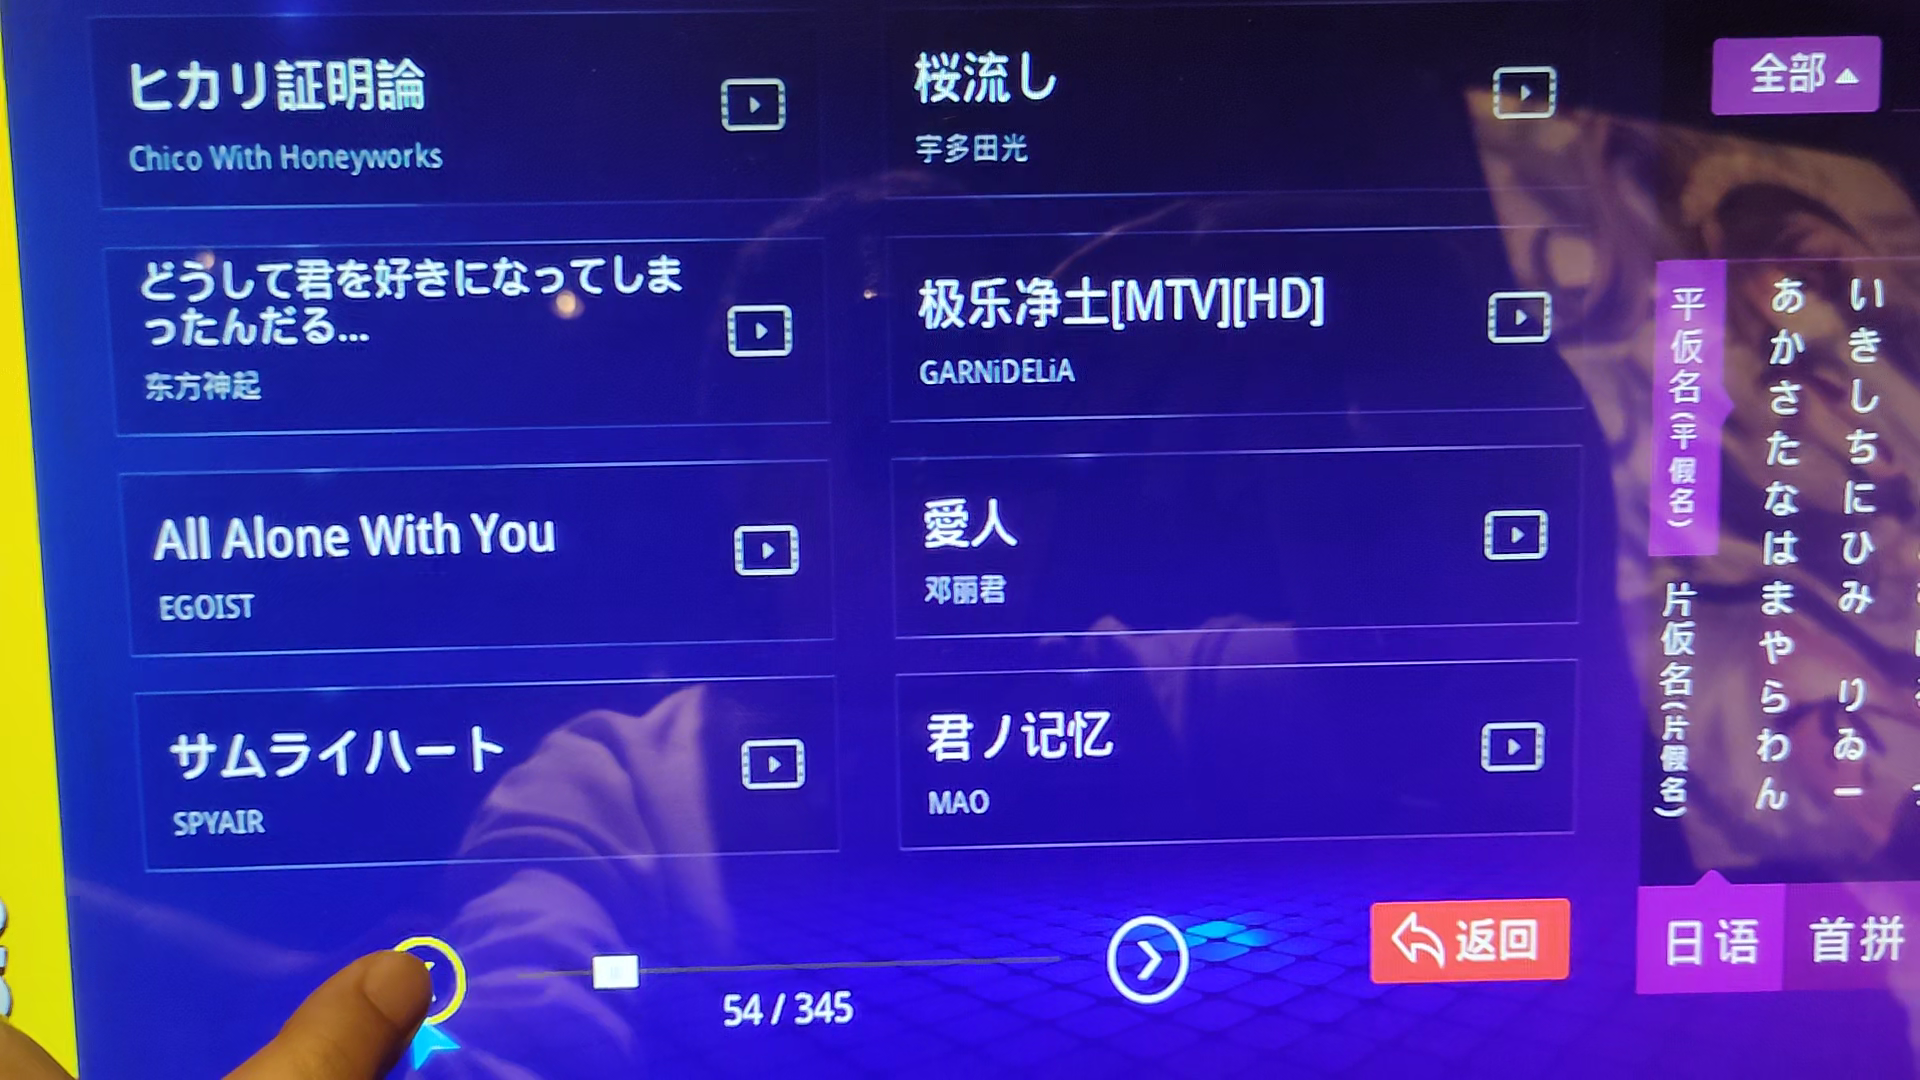 ヒカリ証明論
Chico With Honeyworks
桜流し
宇多田光
どうして君を好きになってしま
ったんだる...
东方神起
极乐净土[MTV][HD]
GARNiDELiA
All Alone With You
EGOIST
愛人
邓丽君
サムライハート
SPYAIR
君ノ记忆
MAO
54 / 345
返回
全部
平仮名(平假名)
片仮名(片假名)
あかさたなはまやらわん
いきしちにひみ りゐー
日语
首拼